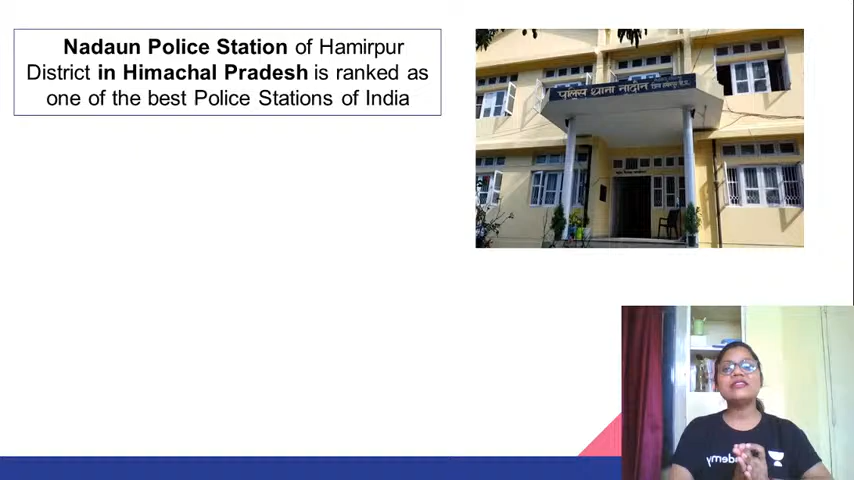 Nadaun Police Station of Hamirpur
District in Himachal Pradesh is ranked as
one of the best Police Stations of India
पुलिस थाना नादौन